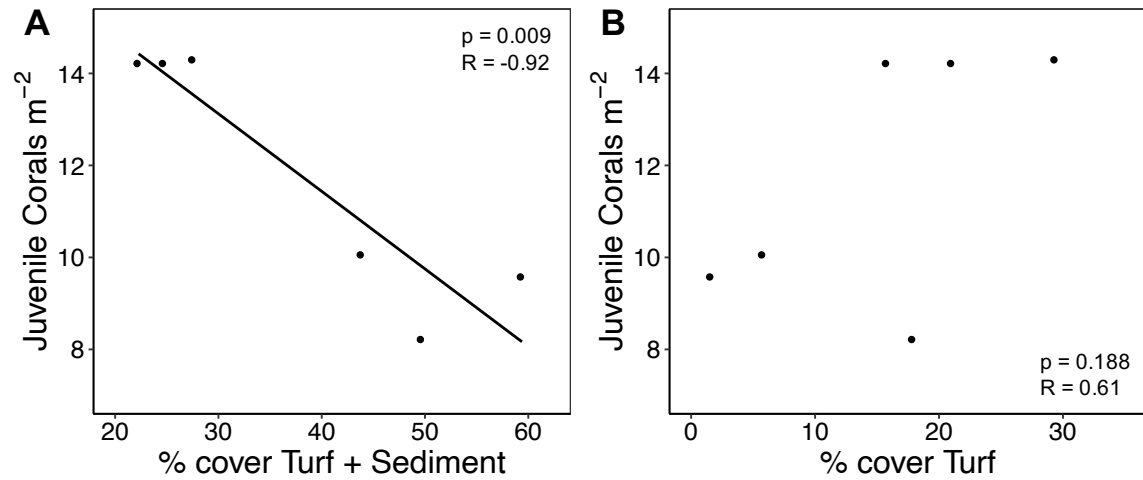 A
p = 0.009
R = -0.92
Juvenile Corals m⁻²
14
12
10
8
20 30 40 50 60
% cover Turf + Sediment
B
Juvenile Corals m⁻²
14
12
10
8
p = 0.188
R = 0.61
0 10 20 30
% cover Turf